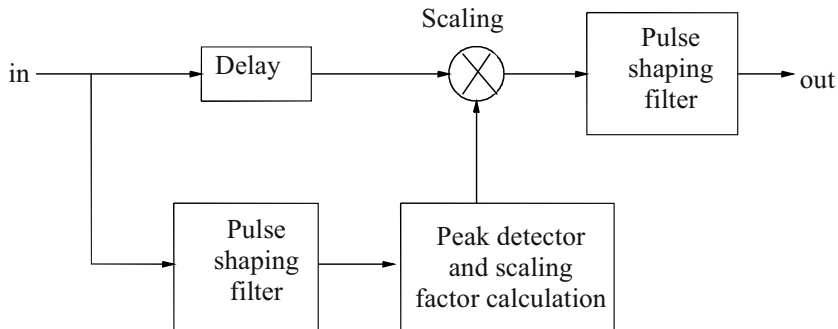 Scaling
in
Delay
Pulse
shaping
filter
out
Pulse
shaping
filter
Peak detector
and scaling
factor calculation